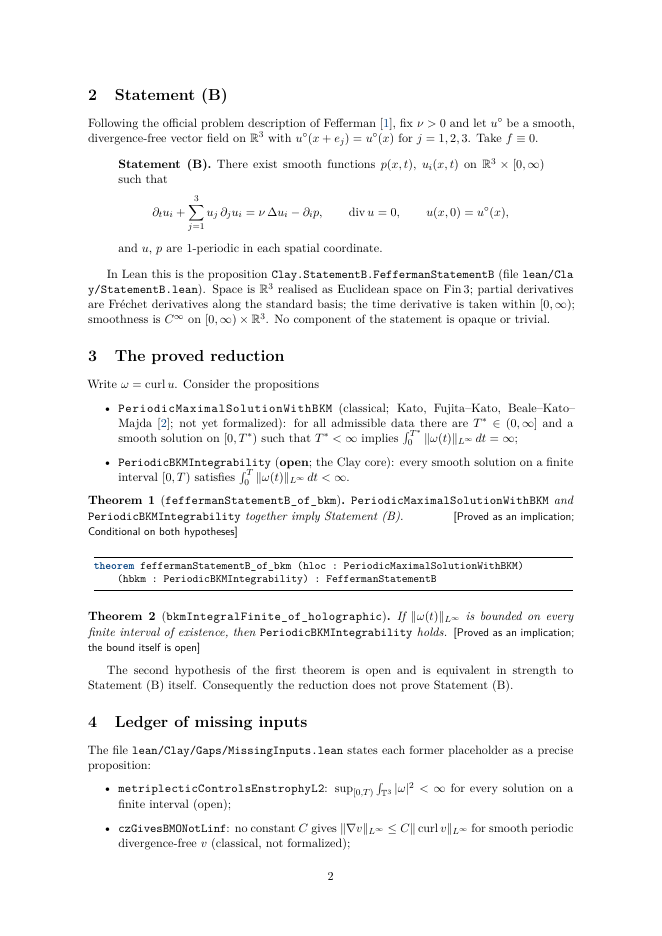 2 Statement (B)
Following the official problem description of Fefferman [1], fix ν > 0 and let u° be a smooth,
divergence-free vector field on ℝ³ with u°(x + e_j) = u°(x) for j = 1, 2, 3. Take f ≡ 0.
Statement (B). There exist smooth functions p(x, t), u_i(x, t) on ℝ³ × [0, ∞)
such that
∂_t u_i + ∑_{j=1}^{3} u_j ∂_j u_i = ν Δu_i − ∂_i p, div u = 0, u(x, 0) = u°(x),
and u, p are 1-periodic in each spatial coordinate.
In Lean this is the proposition Clay.StatementB.FeffermanStatementB (file lean/Cla
y/StatementB.lean). Space is ℝ³ realised as Euclidean space on Fin 3; partial derivatives
are Fréchet derivatives along the standard basis; the time derivative is taken within [0, ∞);
smoothness is C^∞ on [0, ∞) × ℝ³. No component of the statement is opaque or trivial.
3 The proved reduction
Write ω = curl u. Consider the propositions
• PeriodicMaximalSolutionWithBKM (classical; Kato, Fujita–Kato, Beale–Kato–
Majda [2]; not yet formalized): for all admissible data there are T* ∈ (0, ∞] and a
smooth solution on [0, T*) such that T* < ∞ implies ∫_0^{T*} ‖ω(t)‖_{L^∞} dt = ∞;
• PeriodicBKMIntegrability (open; the Clay core): every smooth solution on a finite
interval [0, T) satisfies ∫_0^T ‖ω(t)‖_{L^∞} dt < ∞.
Theorem 1 (feffermanStatementB_of_bkm). PeriodicMaximalSolutionWithBKM and
PeriodicBKMIntegrability together imply Statement (B). [Proved as an implication;
Conditional on both hypotheses]
theorem feffermanStatementB_of_bkm (hloc : PeriodicMaximalSolutionWithBKM)
(hbkm : PeriodicBKMIntegrability) : FeffermanStatementB
Theorem 2 (bkmIntegralFinite_of_holographic). If ‖ω(t)‖_{L^∞} is bounded on every
finite interval of existence, then PeriodicBKMIntegrability holds. [Proved as an implication;
the bound itself is open]
The second hypothesis of the first theorem is open and is equivalent in strength to
Statement (B) itself. Consequently the reduction does not prove Statement (B).
4 Ledger of missing inputs
The file lean/Clay/Gaps/MissingInputs.lean states each former placeholder as a precise
proposition:
• metriplecticControlsEnstrophyL2: sup_{[0,T)} ∫_{𝕋³} |ω|² < ∞ for every solution on a
finite interval (open);
• czGivesBMONotLinf: no constant C gives ‖∇v‖_{L^∞} ≤ C‖ curl v‖_{L^∞} for smooth periodic
divergence-free v (classical, not formalized);
2